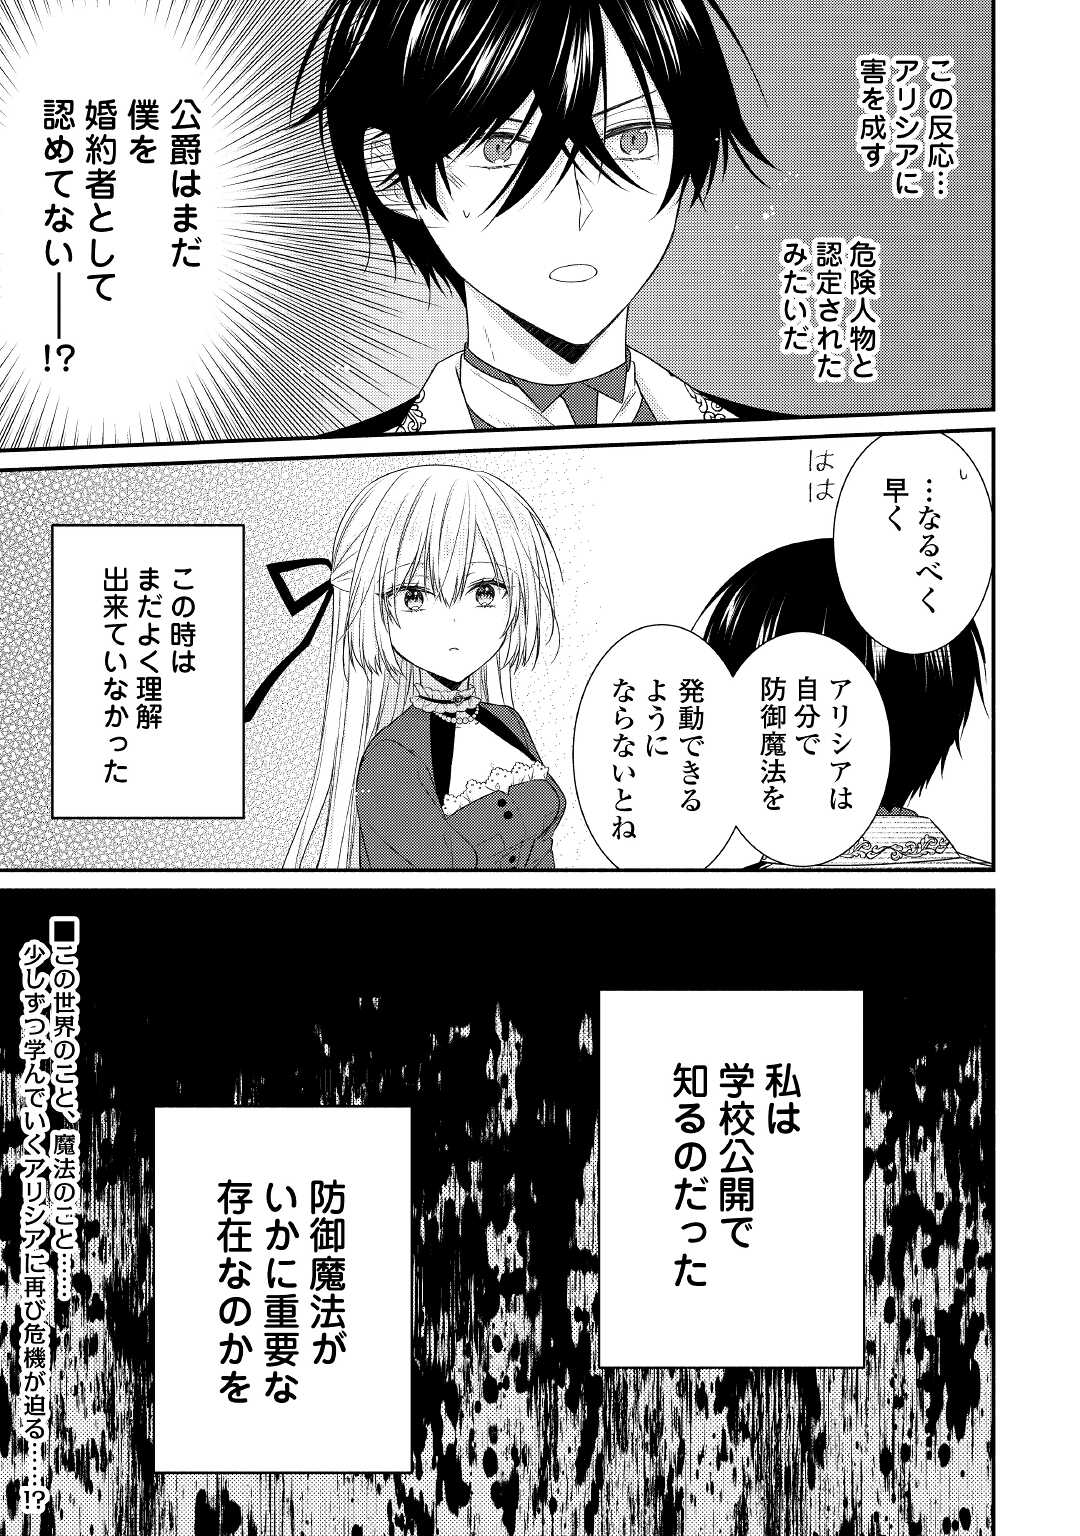 この反応…
アリシアに
害を成す
危険人物と
認定された
みたいだ
公爵はまだ
僕を
婚約者として
認めてない――!?
…なるべく
早く
はは
アリシアは
自分で
防御魔法を
発動できる
ように
ならないとね
この時は
まだよく理解
出来ていなかった
私は
学校公開で
知るのだった
防御魔法が
いかに重要な
存在なのかを
■この世界のこと、魔法のこと……
少しずつ学んでいくアリシアに再び危機が迫る……!?